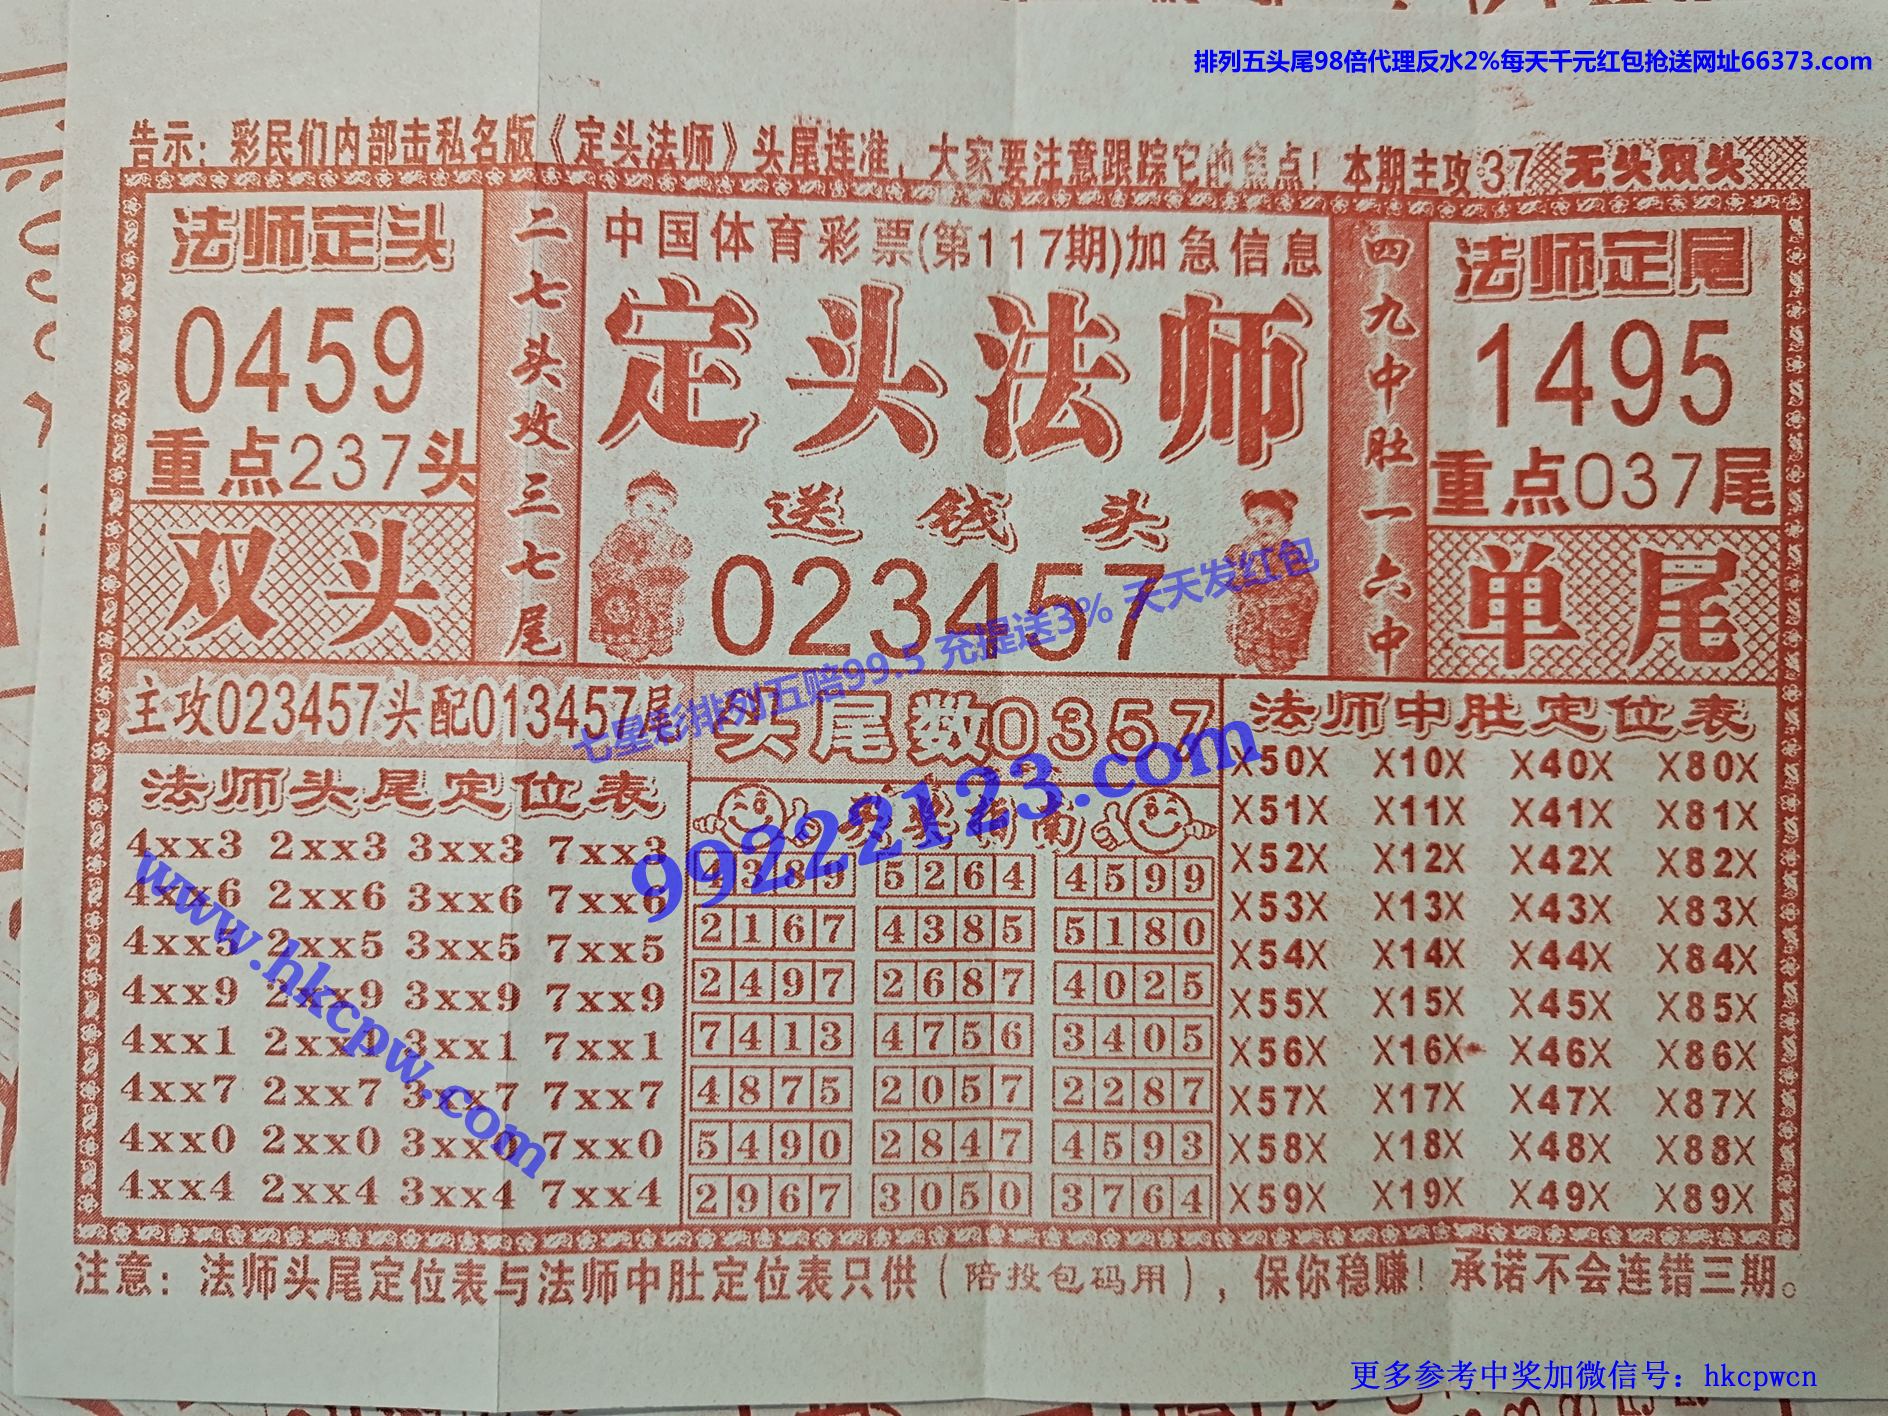 排列五头尾98倍代理反水2%每天千元红包抢送网址66373.com
告示：彩民们内部击私名版《定头法师》头尾连准，大家要注意跟踪它的焦点！本期主攻37无头双头
法师定头
0459
重点237头
双头
二七头攻三七尾
中国体育彩票(第117期)加急信息
定头法师
送钱头
023457
四九中肚一六中
法师定尾
1495
重点037尾
单尾
七星彩排列五赔99.5 充提送3% 天天发红包
99222123.com
www.hkcpw.com
主攻023457头配013457尾
法师头尾定位表
4xx3 2xx3 3xx3 7xx3
4xx6 2xx6 3xx6 7xx6
4xx5 2xx5 3xx5 7xx5
4xx9 2xx9 3xx9 7xx9
4xx1 2xx1 3xx1 7xx1
4xx7 2xx7 3xx7 7xx7
4xx0 2xx0 3xx0 7xx0
4xx4 2xx4 3xx4 7xx4
头尾数0357
4389 5264 4599
2167 4385 5180
2497 2687 4025
7413 4756 3405
4875 2057 2287
5490 2847 4593
2967 3050 3764
法师中肚定位表
X50X X10X X40X X80X
X51X X11X X41X X81X
X52X X12X X42X X82X
X53X X13X X43X X83X
X54X X14X X44X X84X
X55X X15X X45X X85X
X56X X16X X46X X86X
X57X X17X X47X X87X
X58X X18X X48X X88X
X59X X19X X49X X89X
注意：法师头尾定位表与法师中肚定位表只供（陪投包码用），保你稳赚！承诺不会连错三期。
更多参考中奖加微信号：hkcpwcn